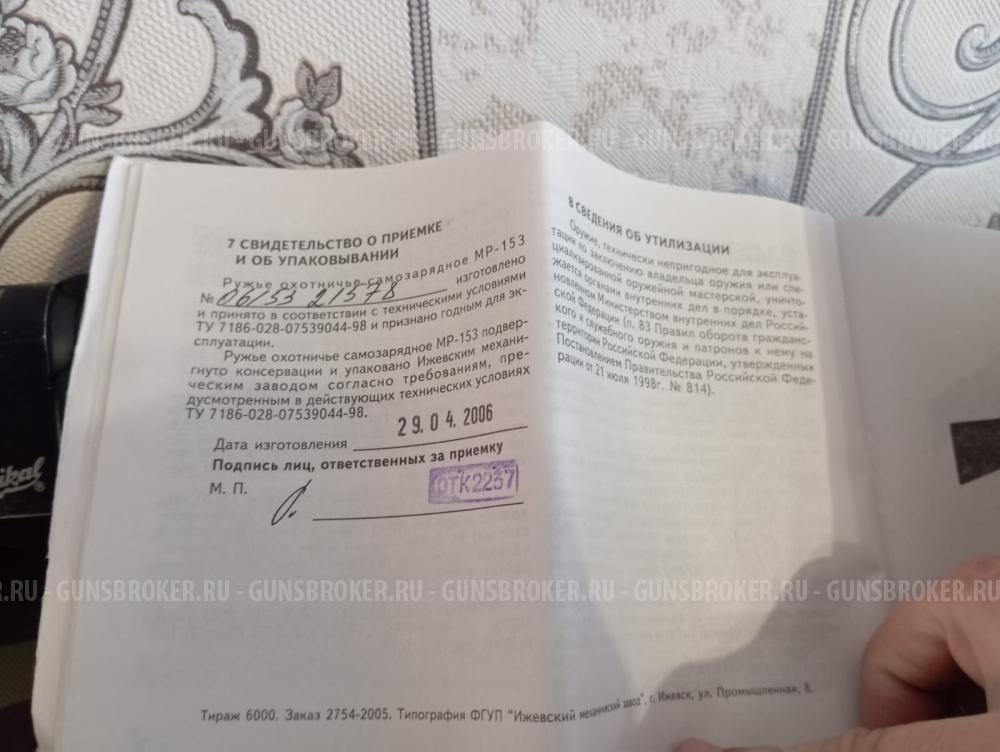 .RU - GUNSBROKER.RU - GUNSBROKER.RU - GUNSBROKER.RU - GUNSBROKER.RU - GUNSBROKER.RU
7 СВИДЕТЕЛЬСТВО О ПРИЕМКЕ
И ОБ УПАКОВЫВАНИИ
Ружье охотничье самозарядное МР-153
№ 0615321578 изготовлено
и принято в соответствии с техническими условиями
ТУ 7186-028-07539044-98 и признано годным для эк-
сплуатации.
Ружье охотничье самозарядное МР-153 подвер-
гнуто консервации и упаковано Ижевским механи-
ческим заводом согласно требованиям, пре-
дусмотренным в действующих технических условиях
ТУ 7186-028-07539044-98.
29.04.2006
Дата изготовления
Подпись лиц, ответственных за приемку
М. П.
ОТК2237
8 СВЕДЕНИЯ ОБ УТИЛИЗАЦИИ
Оружие, технически непригодное для эксплуа-
тации по заключению владельца оружия или спе-
циализированной оружейной мастерской, уничто-
жается органами внутренних дел в порядке, уста-
новленном Министерством внутренних дел Россий-
ской Федерации (п. 83 Правил оборота гражданс-
кого и служебного оружия и патронов к нему на
территории Российской Федерации, утвержденных
Постановлением Правительства Российской Феде-
рации от 21 июля 1998г. № 814).
ikal®
.RU - GUNSBROKER.RU - GUNSBROKER.RU - GUNSBROKER.RU - GUNSBROKER.RU - GUNSBROKER.RU
Тираж 6000. Заказ 2754-2005. Типография ФГУП "Ижевский механический завод", г. Ижевск, ул. Промышленная, 8.